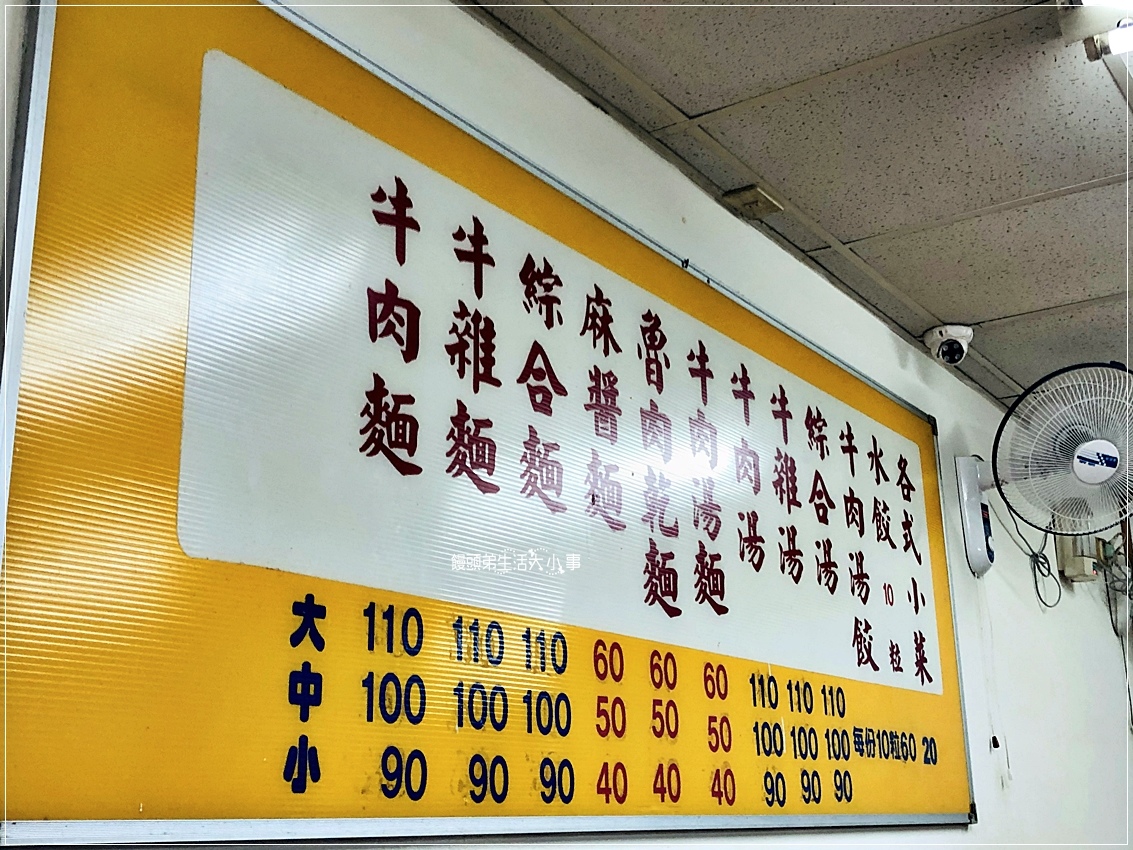 牛肉麵
牛雜麵
綜合麵
麻醬麵
魯肉乾麵
牛肉湯麵
牛肉湯
牛雜湯
綜合湯
牛肉湯餃
水餃10粒
各式小菜
大 110 110 110 60 60 60 110 110 110
中 100 100 100 50 50 50 100 100 100 每份10粒60 20
小 90 90 90 40 40 40 90 90 90
饅頭弟生活大小事